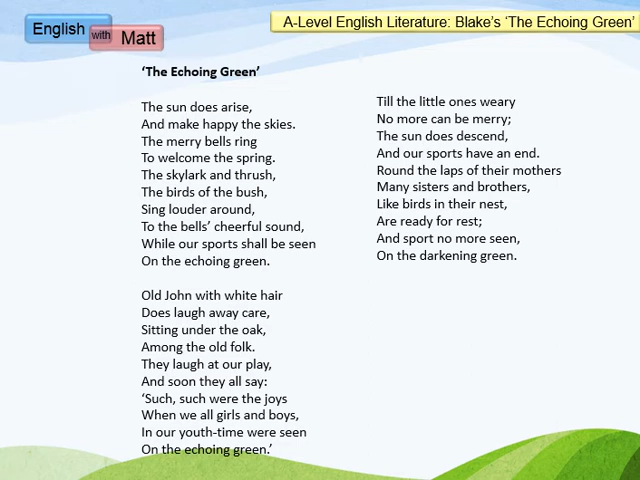 English with Matt
A-Level English Literature: Blake's 'The Echoing Green'
'The Echoing Green'
The sun does arise,
And make happy the skies.
The merry bells ring
To welcome the spring.
The skylark and thrush,
The birds of the bush,
Sing louder around,
To the bells' cheerful sound,
While our sports shall be seen
On the echoing green.
Old John with white hair
Does laugh away care,
Sitting under the oak,
Among the old folk.
They laugh at our play,
And soon they all say:
'Such, such were the joys
When we all girls and boys,
In our youth-time were seen
On the echoing green.'
Till the little ones weary
No more can be merry;
The sun does descend,
And our sports have an end.
Round the laps of their mothers
Many sisters and brothers,
Like birds in their nest,
Are ready for rest;
And sport no more seen,
On the darkening green.